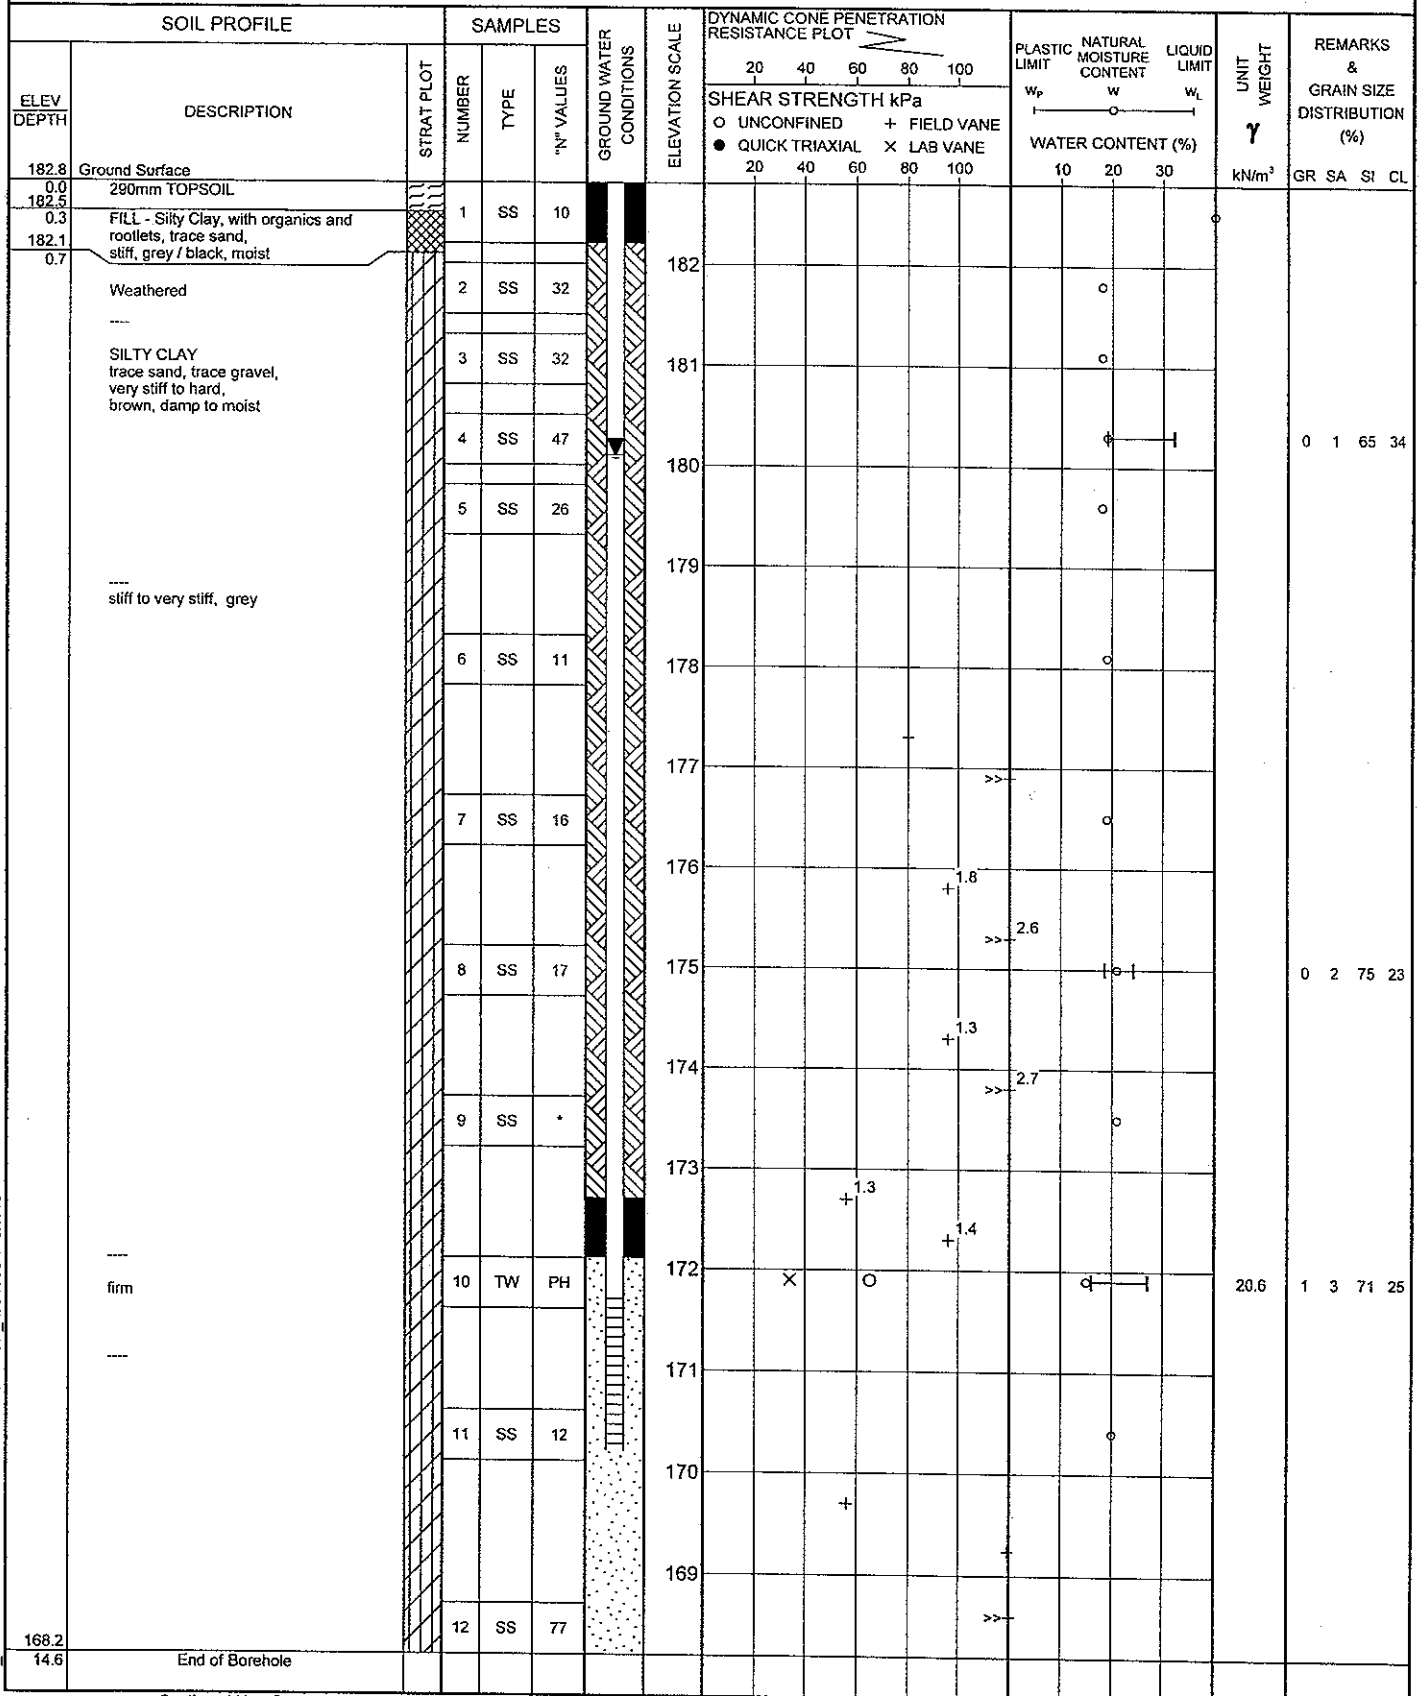 SOIL PROFILE
SAMPLES
GROUND WATER CONDITIONS
ELEVATION SCALE
DYNAMIC CONE PENETRATION
RESISTANCE PLOT
20 40 60 80 100
SHEAR STRENGTH kPa
O UNCONFINED + FIELD VANE
● QUICK TRIAXIAL × LAB VANE
20 40 60 80 100
PLASTIC LIMIT
NATURAL MOISTURE CONTENT
LIQUID LIMIT
WP W WL
WATER CONTENT (%)
10 20 30
UNIT WEIGHT
γ
kN/m³
REMARKS
&
GRAIN SIZE
DISTRIBUTION
(%)
GR SA SI CL
ELEV
DEPTH
DESCRIPTION
STRAT PLOT
NUMBER
TYPE
"N" VALUES
182.8 Ground Surface
0.0 290mm TOPSOIL
182.5
0.3 FILL - Silty Clay, with organics and
rootlets, trace sand,
182.1 stiff, grey / black, moist
0.7
1 SS 10
182
Weathered
2 SS 32
----
SILTY CLAY
trace sand, trace gravel,
very stiff to hard,
brown, damp to moist
3 SS 32
181
4 SS 47
0 1 65 34
180
5 SS 26
179
----
stiff to very stiff, grey
6 SS 11
178
177
>>
7 SS 16
176
1.8
2.6
>>
8 SS 17
175
0 2 75 23
1.3
174
2.7
>>
9 SS *
173
1.3
1.4
----
172
firm
10 TW PH
20.6
1 3 71 25
----
171
11 SS 12
170
169
12 SS 77
>>
168.2
14.6 End of Borehole